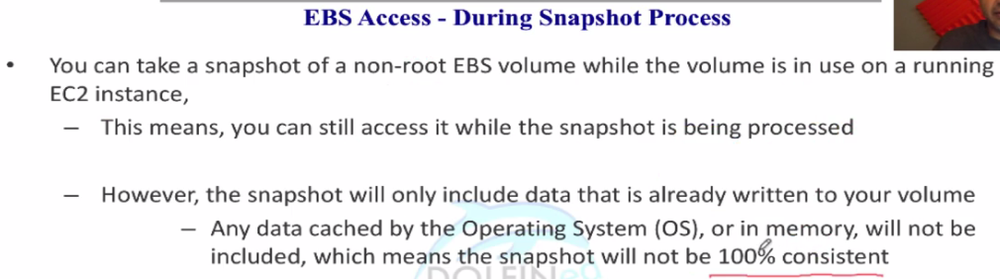 EBS Access - During Snapshot Process
• You can take a snapshot of a non-root EBS volume while the volume is in use on a running
EC2 instance,
– This means, you can still access it while the snapshot is being processed
– However, the snapshot will only include data that is already written to your volume
– Any data cached by the Operating System (OS), or in memory, will not be
included, which means the snapshot will not be 100% consistent